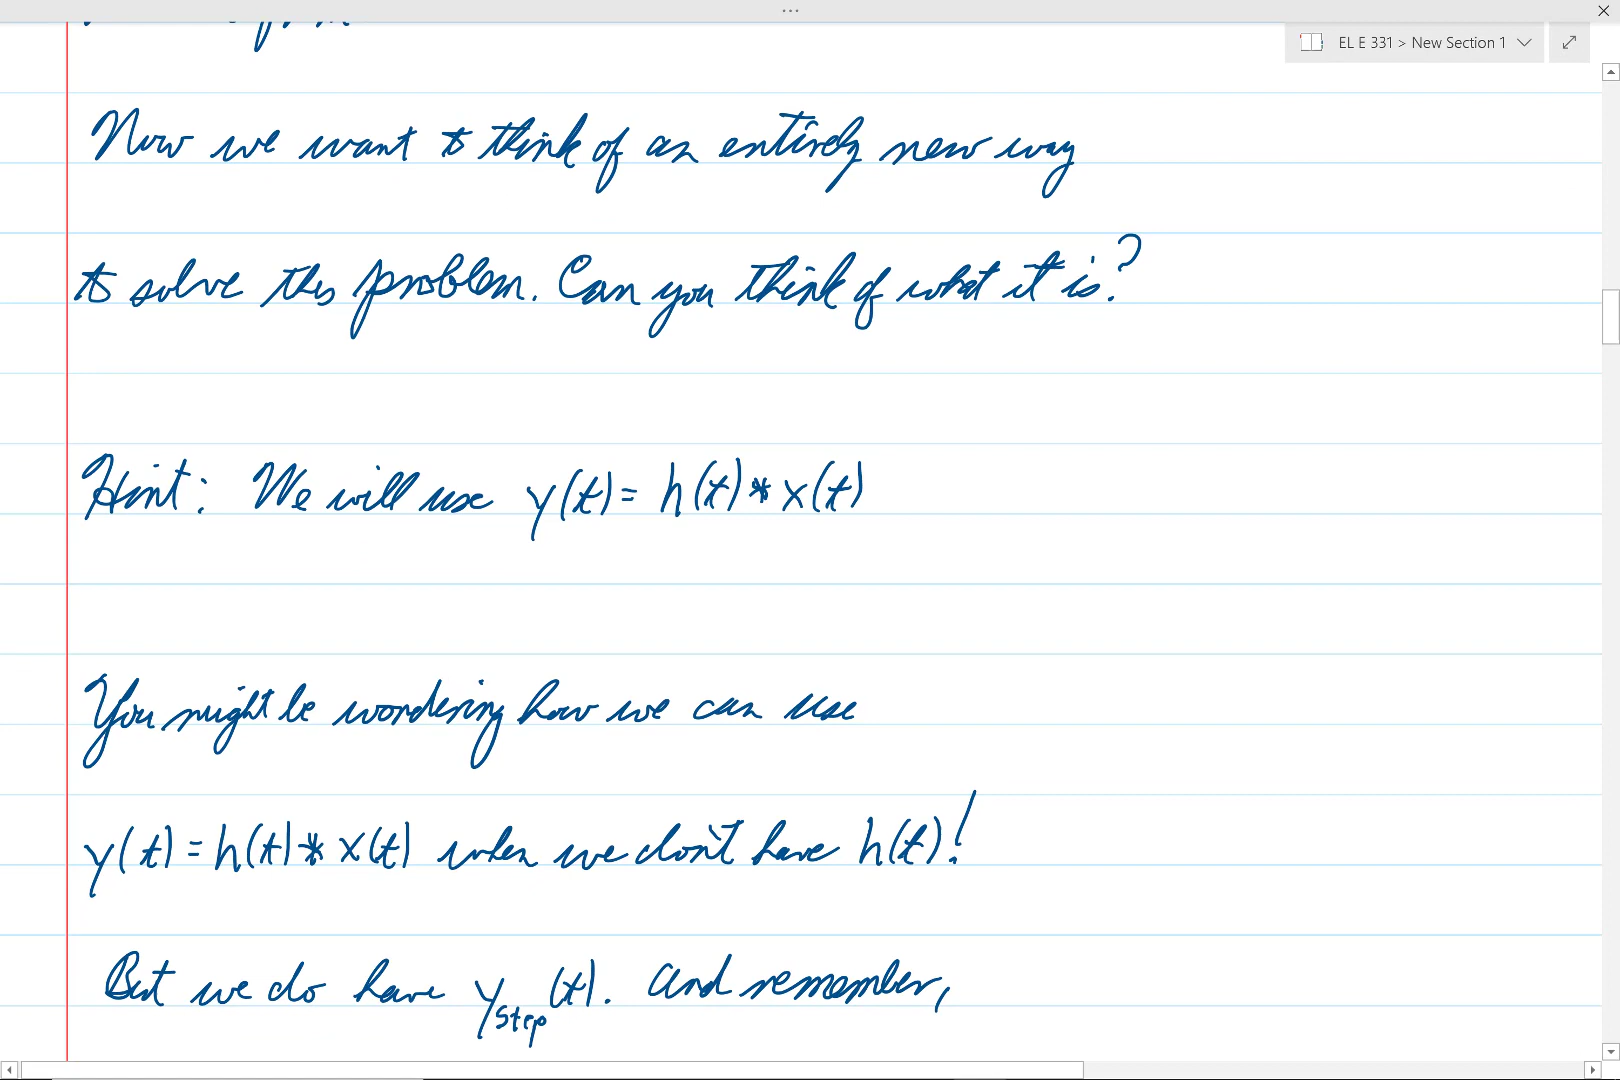 ...
EL E 331 > New Section 1
Now we want to think of an entirely new way
to solve this problem. Can you think of what it is?
Hint: We will use y(t) = h(t) * x(t)
You might be wondering how we can use
y(t) = h(t) * x(t) when we don't have h(t)!
But we do have y_step(t). And remember,